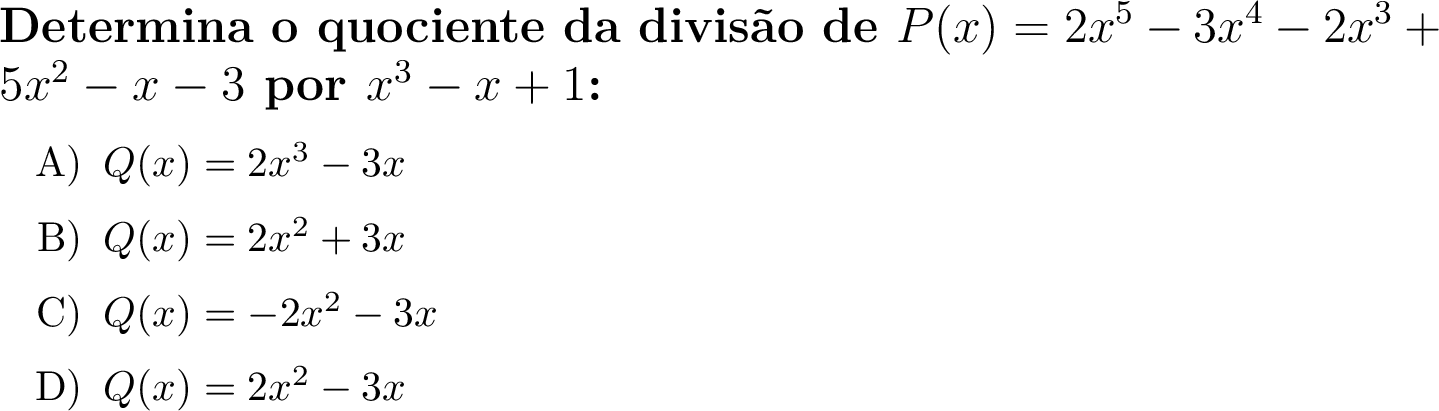 Determina o quociente da divisão de $P(x) = 2x^5 - 3x^4 - 2x^3 +$
$5x^2 - x - 3$ por $x^3 - x + 1$:
A) $Q(x) = 2x^3 - 3x$
B) $Q(x) = 2x^2 + 3x$
C) $Q(x) = -2x^2 - 3x$
D) $Q(x) = 2x^2 - 3x$